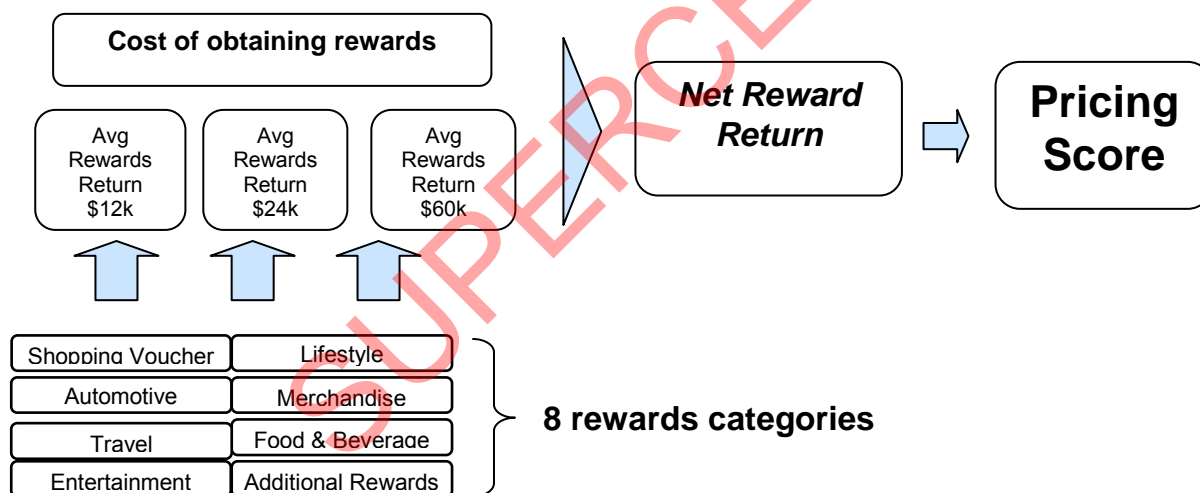 Cost of obtaining rewards
Avg
Rewards
Return
$12k
Avg
Rewards
Return
$24k
Avg
Rewards
Return
$60k
Net Reward
Return
Pricing
Score
Shopping Voucher
Lifestyle
Automotive
Merchandise
Travel
Food & Beverage
Entertainment
Additional Rewards
8 rewards categories
SUPERCE